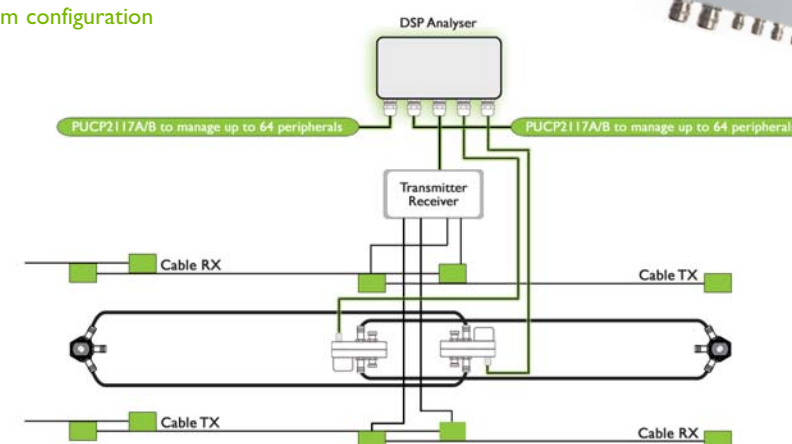 m configuration
DSP Analyser
PUCP2117A/B to manage up to 64 peripherals
PUCP2117A/B to manage up to 64 peripherals
Transmitter
Receiver
Cable RX
Cable TX
Cable TX
Cable RX